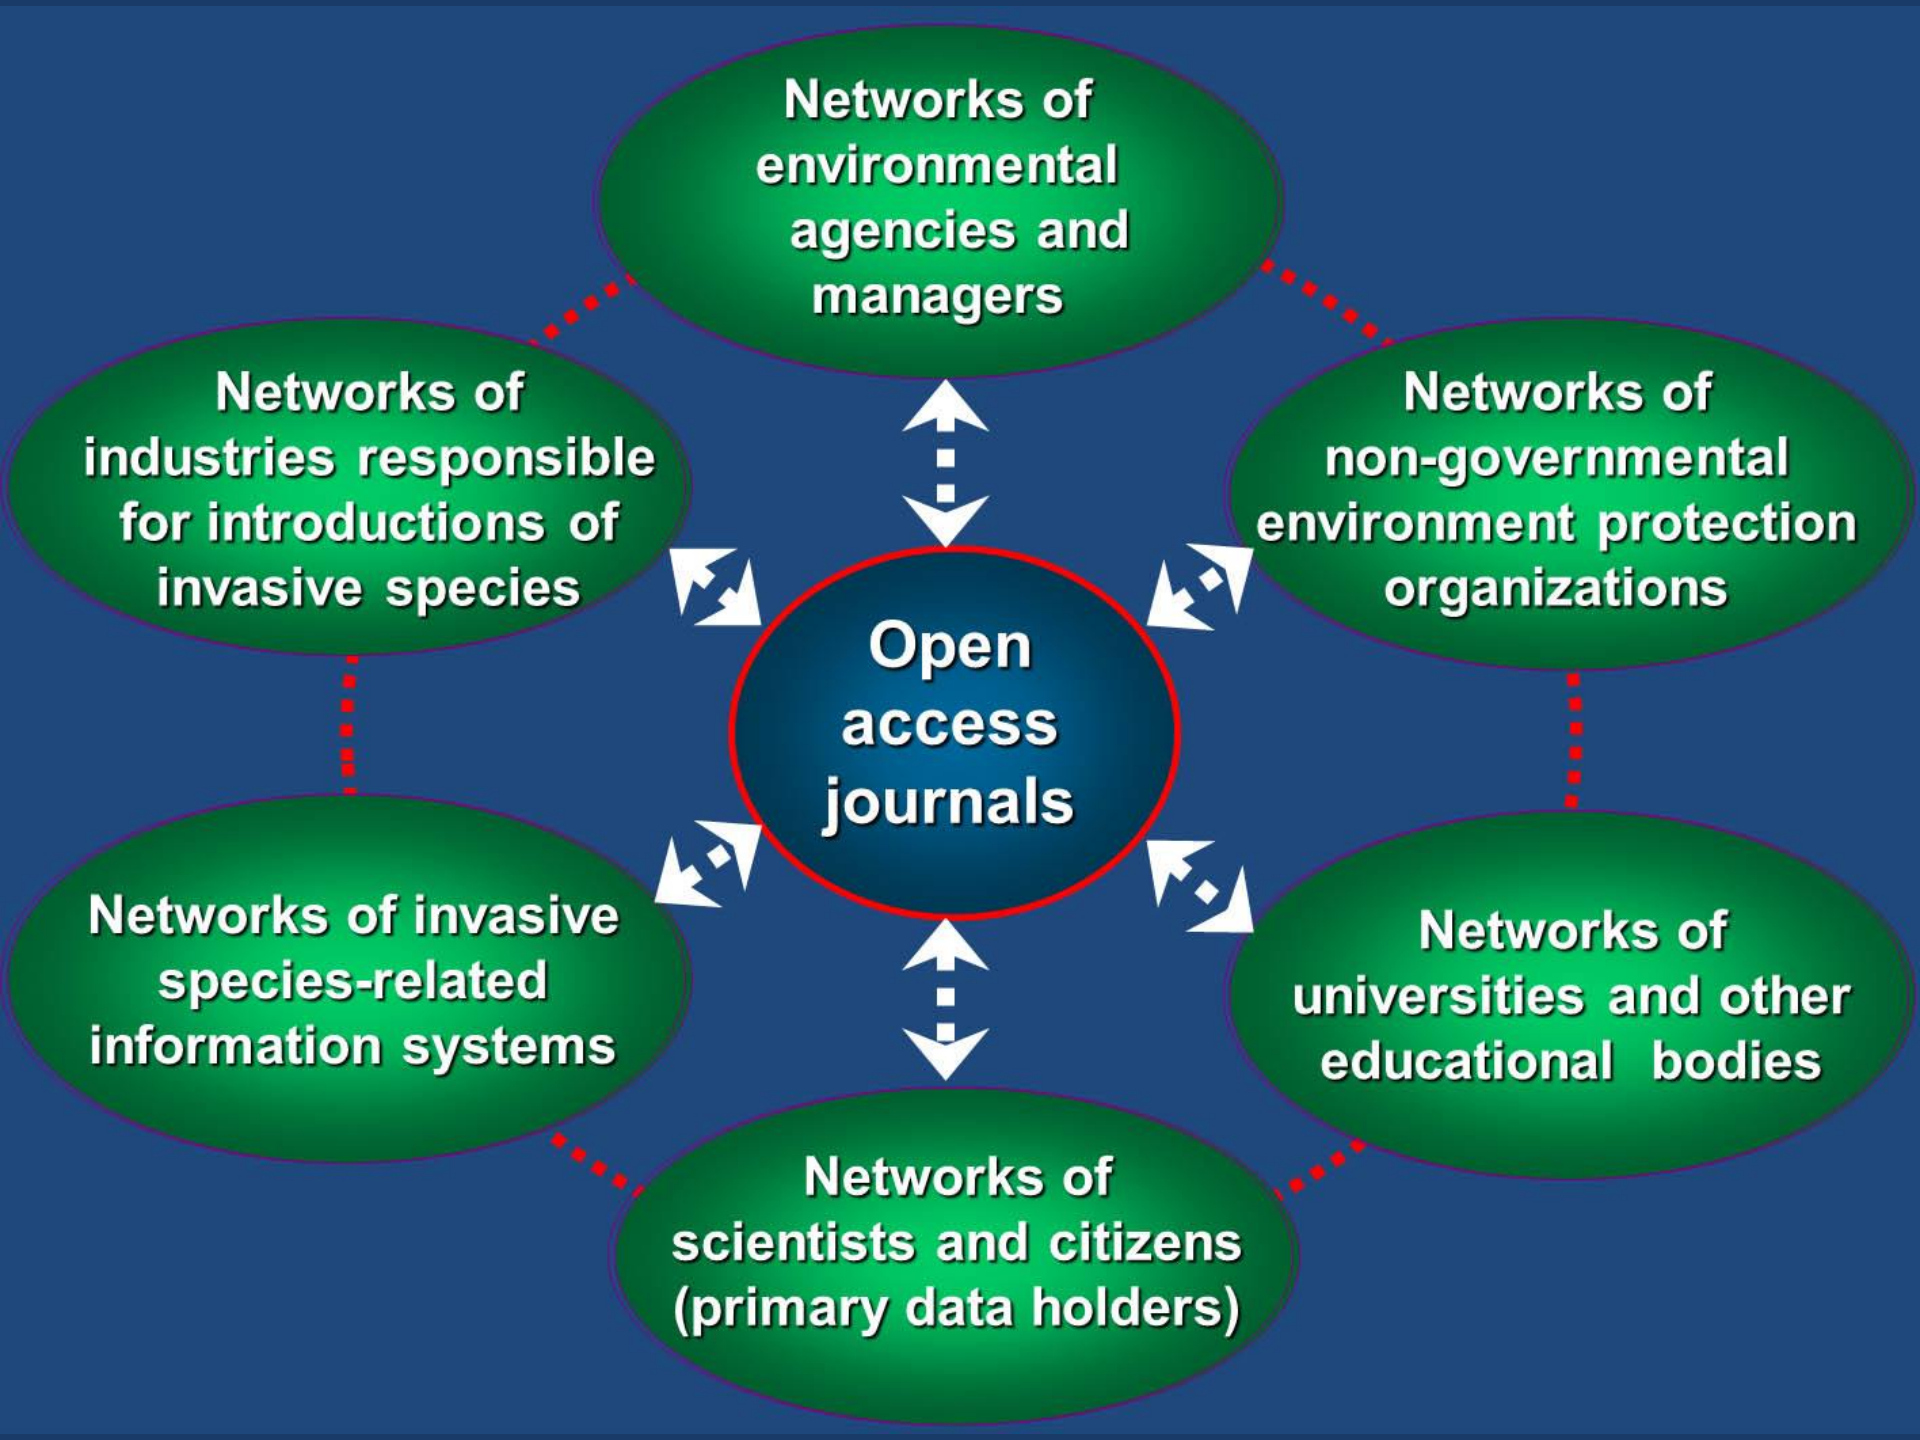 Networks of
environmental
agencies and
managers
Networks of
industries responsible
for introductions of
invasive species
Networks of
non-governmental
environment protection
organizations
Open
access
journals
Networks of invasive
species-related
information systems
Networks of
universities and other
educational bodies
Networks of
scientists and citizens
(primary data holders)